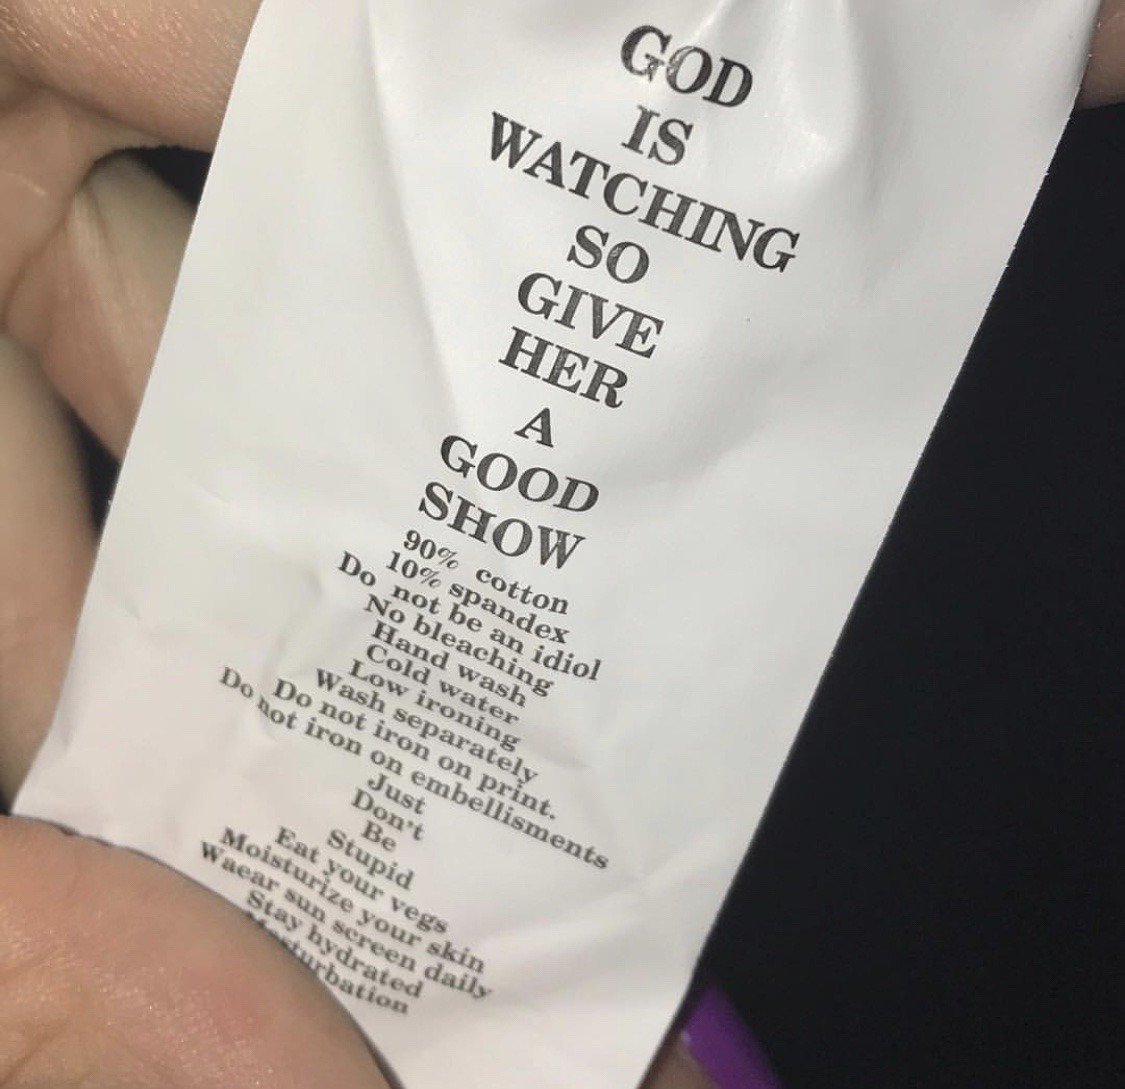 GOD
IS
WATCHING
SO
GIVE
HER
A
GOOD
SHOW
90% cotton
10% spandex
Do not be an idiol
No bleaching
Hand wash
Cold water
Low ironing
Wash separately
Do not iron on print.
Do not iron on embellisments
Just
Don't
Be
Stupid
Eat your vegs
Moisturize your skin
Waear sun screen daily
Stay hydrated
Masturbation